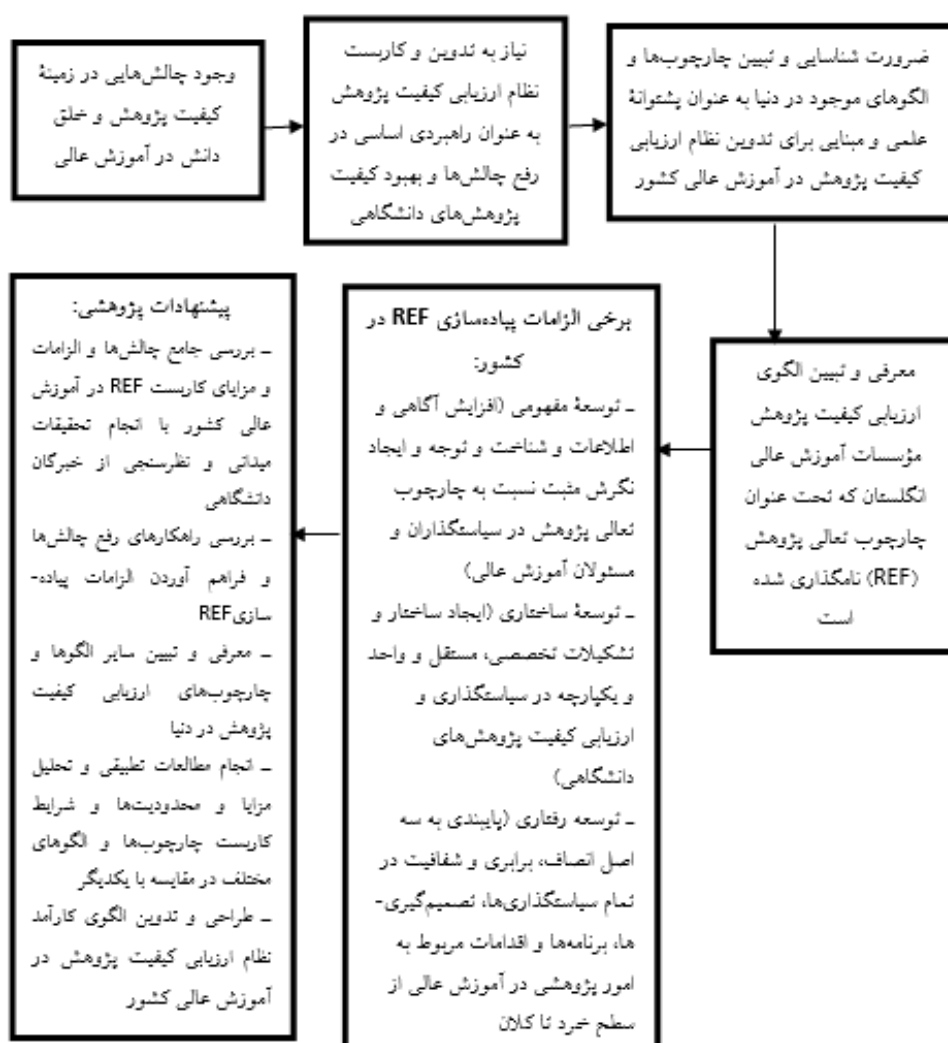 وجود چالش‌هایی در زمینهٔ
کیفیت پژوهش و خلق
دانش در آموزش عالی
نیاز به تدوین و کاربست
نظام ارزیابی کیفیت پژوهش
به عنوان راهبردی اساسی در
رفع چالش‌ها و بهبود کیفیت
پژوهش‌های دانشگاهی
ضرورت شناسایی و تبیین چارچوب‌ها و
الگوهای موجود در دنیا به عنوان پشتوانهٔ
علمی و مبنایی برای تدوین نظام ارزیابی
کیفیت پژوهش در آموزش عالی کشور
معرفی و تبیین الگوی
ارزیابی کیفیت پژوهش
مؤسسات آموزش عالی
انگلستان که تحت عنوان
چارچوب تعالی پژوهش
(REF) نامگذاری شده
است
برخی الزامات پیاده‌سازی REF در
کشور:
ـ توسعهٔ مفهومی (افزایش آگاهی و
اطلاعات و شناخت و توجه و ایجاد
نگرش مثبت نسبت به چارچوب
تعالی پژوهش در سیاستگذاران و
مسئولان آموزش عالی)
ـ توسعهٔ ساختاری (ایجاد ساختار و
تشکیلات تخصصی، مستقل و واحد
و یکپارچه در سیاستگذاری و
ارزیابی کیفیت پژوهش‌های
دانشگاهی)
ـ توسعه رفتاری (پایبندی به سه
اصل انصاف، برابری و شفافیت در
تمام سیاستگذاری‌ها، تصمیم‌گیری-
ها، برنامه‌ها و اقدامات مربوط به
امور پژوهشی در آموزش عالی از
سطح خرد تا کلان
پیشنهادات پژوهشی:
ـ بررسی جامع چالش‌ها و الزامات
و مزایای کاربست REF در آموزش
عالی کشور با انجام تحقیقات
میدانی و نظرسنجی از خبرگان
دانشگاهی
ـ بررسی راهکارهای رفع چالش‌ها
و فراهم آوردن الزامات پیاده-
سازیREF
ـ معرفی و تبیین سایر الگوها و
چارچوب‌های ارزیابی کیفیت
پژوهش در دنیا
ـ انجام مطالعات تطبیقی و تحلیل
مزایا و محدودیت‌ها و شرایط
کاربست چارچوب‌ها و الگوهای
مختلف در مقایسه با یکدیگر
ـ طراحی و تدوین الگوی کارآمد
نظام ارزیابی کیفیت پژوهش در
آموزش عالی کشور